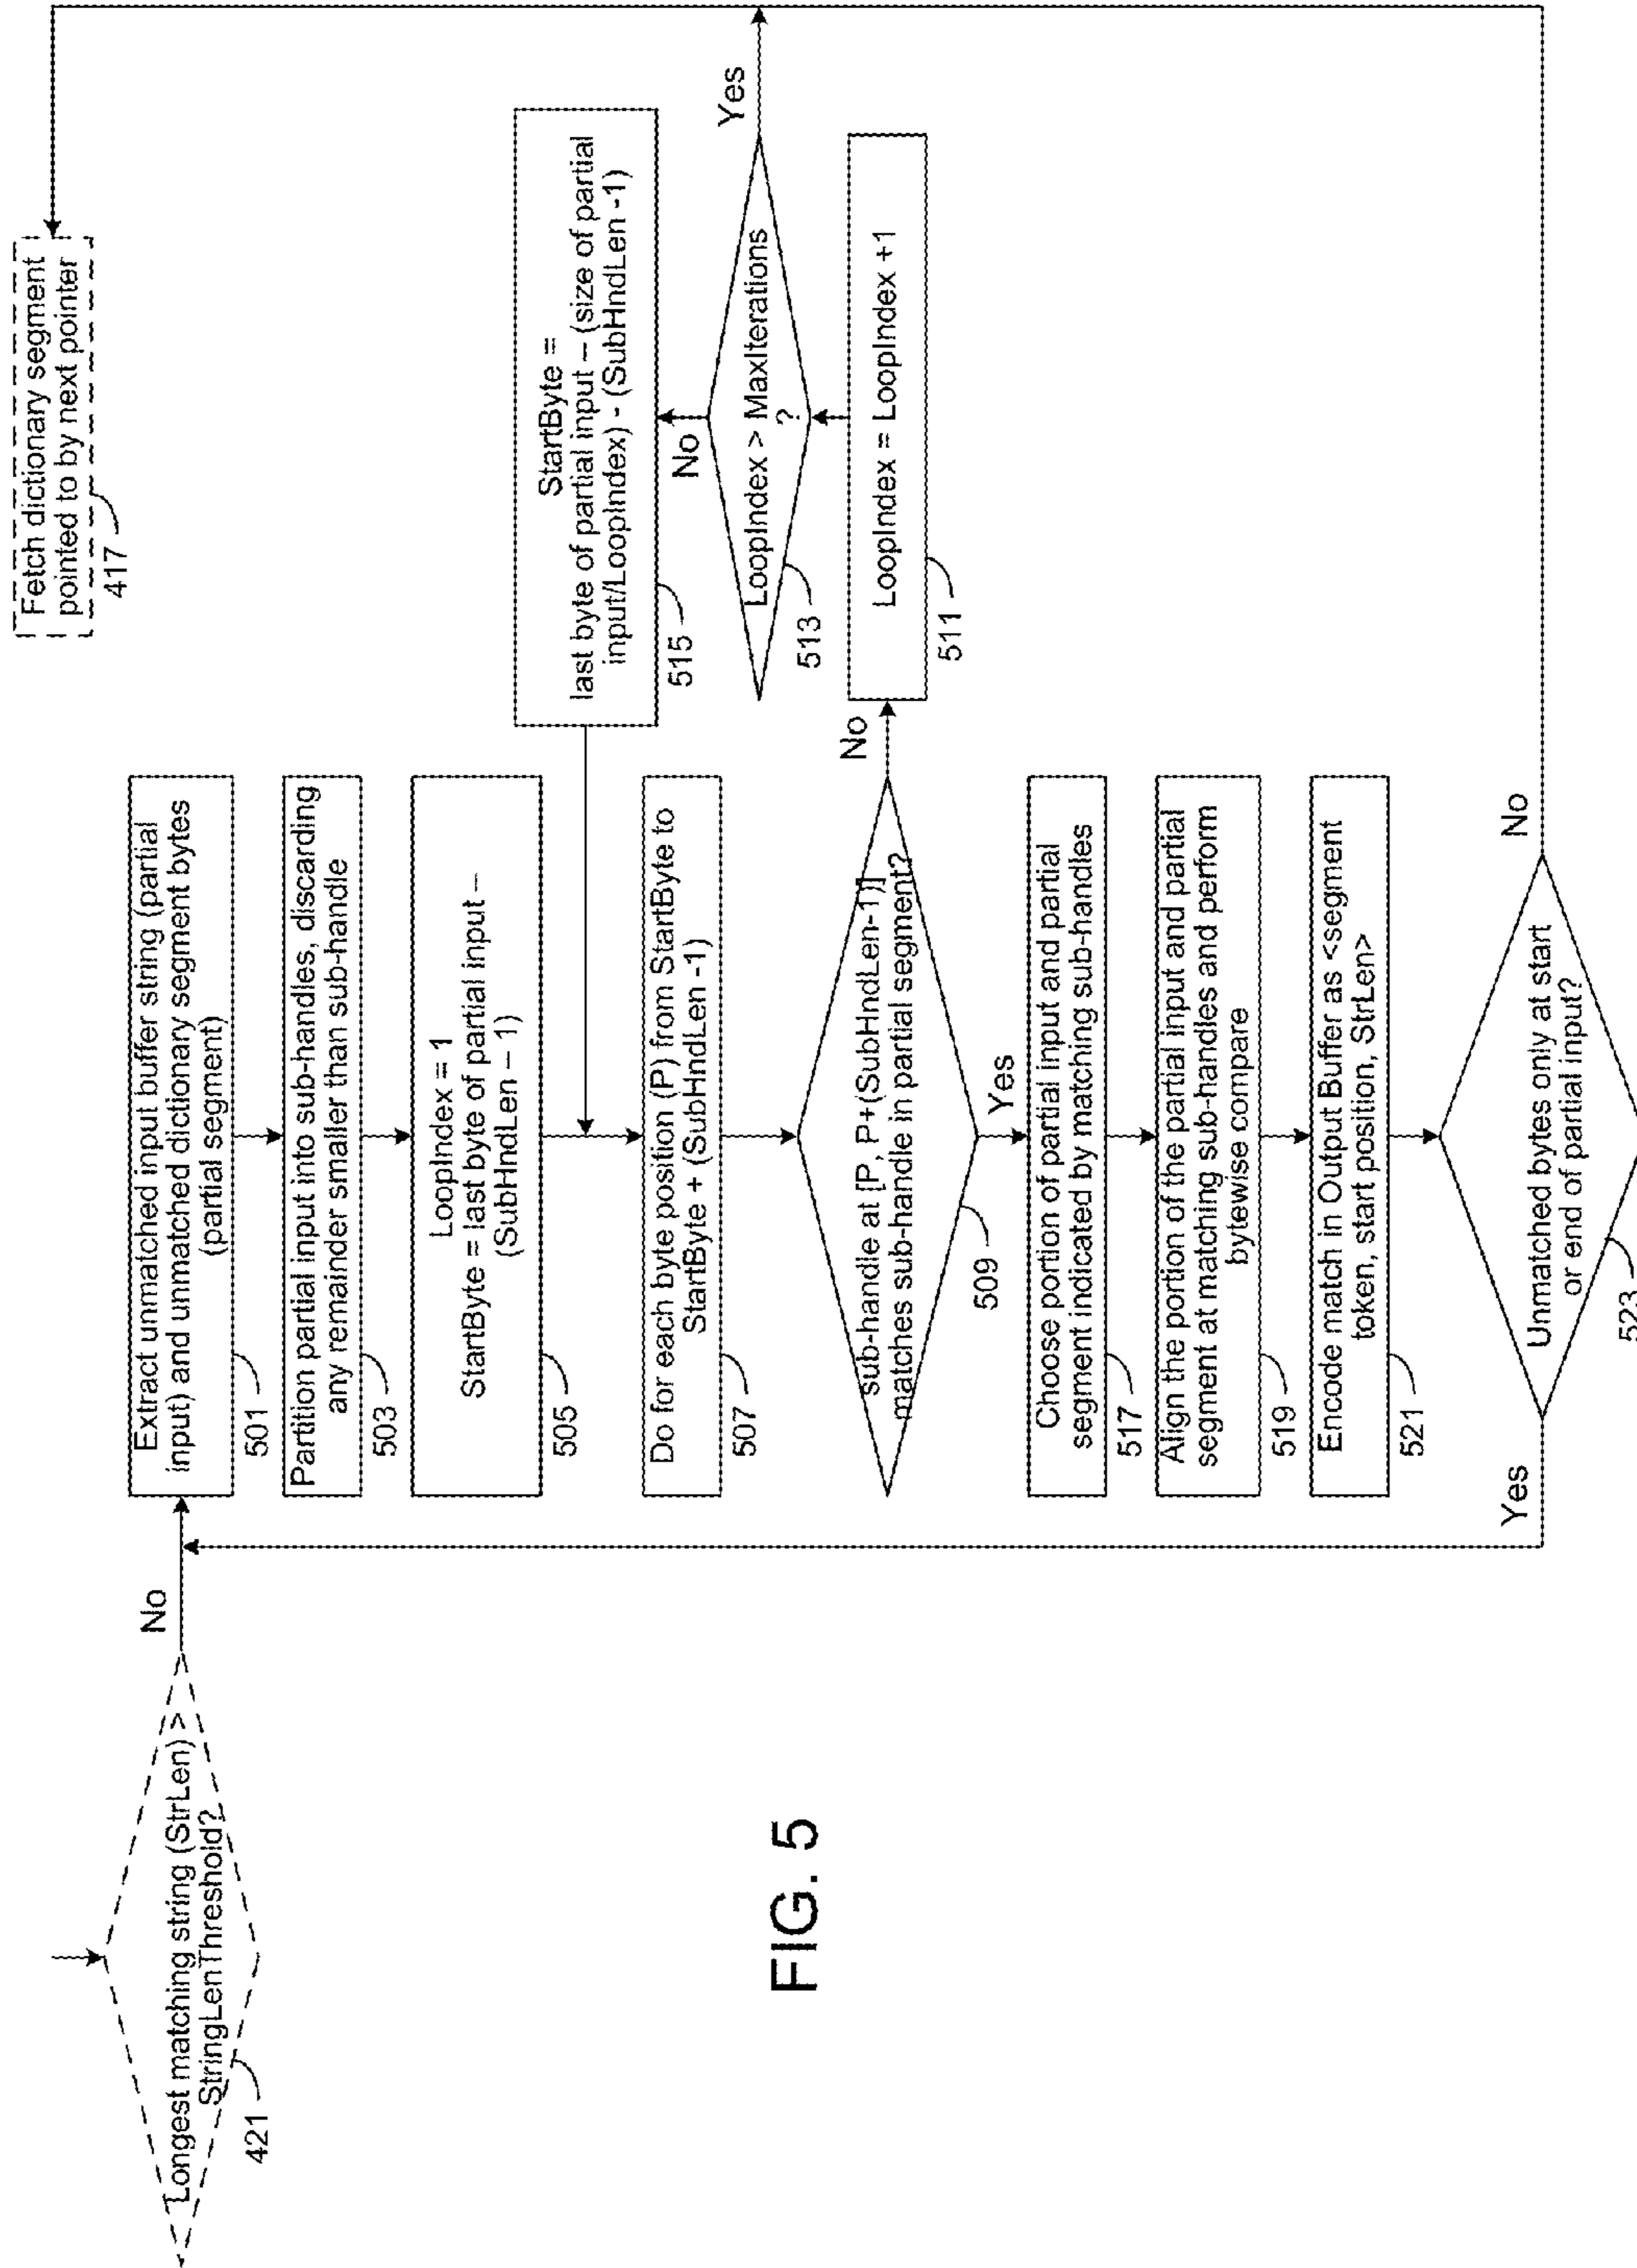 Longest matching string (StrLen) >
StringLenThreshold?
421
No
Extract unmatched input buffer string (partial
input) and unmatched dictionary segment bytes
(partial segment)
501
Partition partial input into sub-handles, discarding
any remainder smaller than sub-handle
503
LoopIndex = 1
StartByte = last byte of partial input –
(SubHndLen – 1)
505
Do for each byte position (P) from StartByte to
StartByte + (SubHndLen -1)
507
sub-handle at [P, P+(SubHndLen-1)]
matches sub-handle in partial segment?
509
No
Yes
LoopIndex = LoopIndex +1
511
LoopIndex > MaxIterations
?
513
No
Yes
StartByte =
last byte of partial input – (size of partial
input/LoopIndex) - (SubHndLen -1)
515
Fetch dictionary segment
pointed to by next pointer
417
Choose portion of partial input and partial
segment indicated by matching sub-handles
517
Align the portion of the partial input and partial
segment at matching sub-handles and perform
bytewise compare
519
Encode match in Output Buffer as <segment
token, start position, StrLen>
521
Unmatched bytes only at start
or end of partial input?
523
Yes
No
FIG. 5